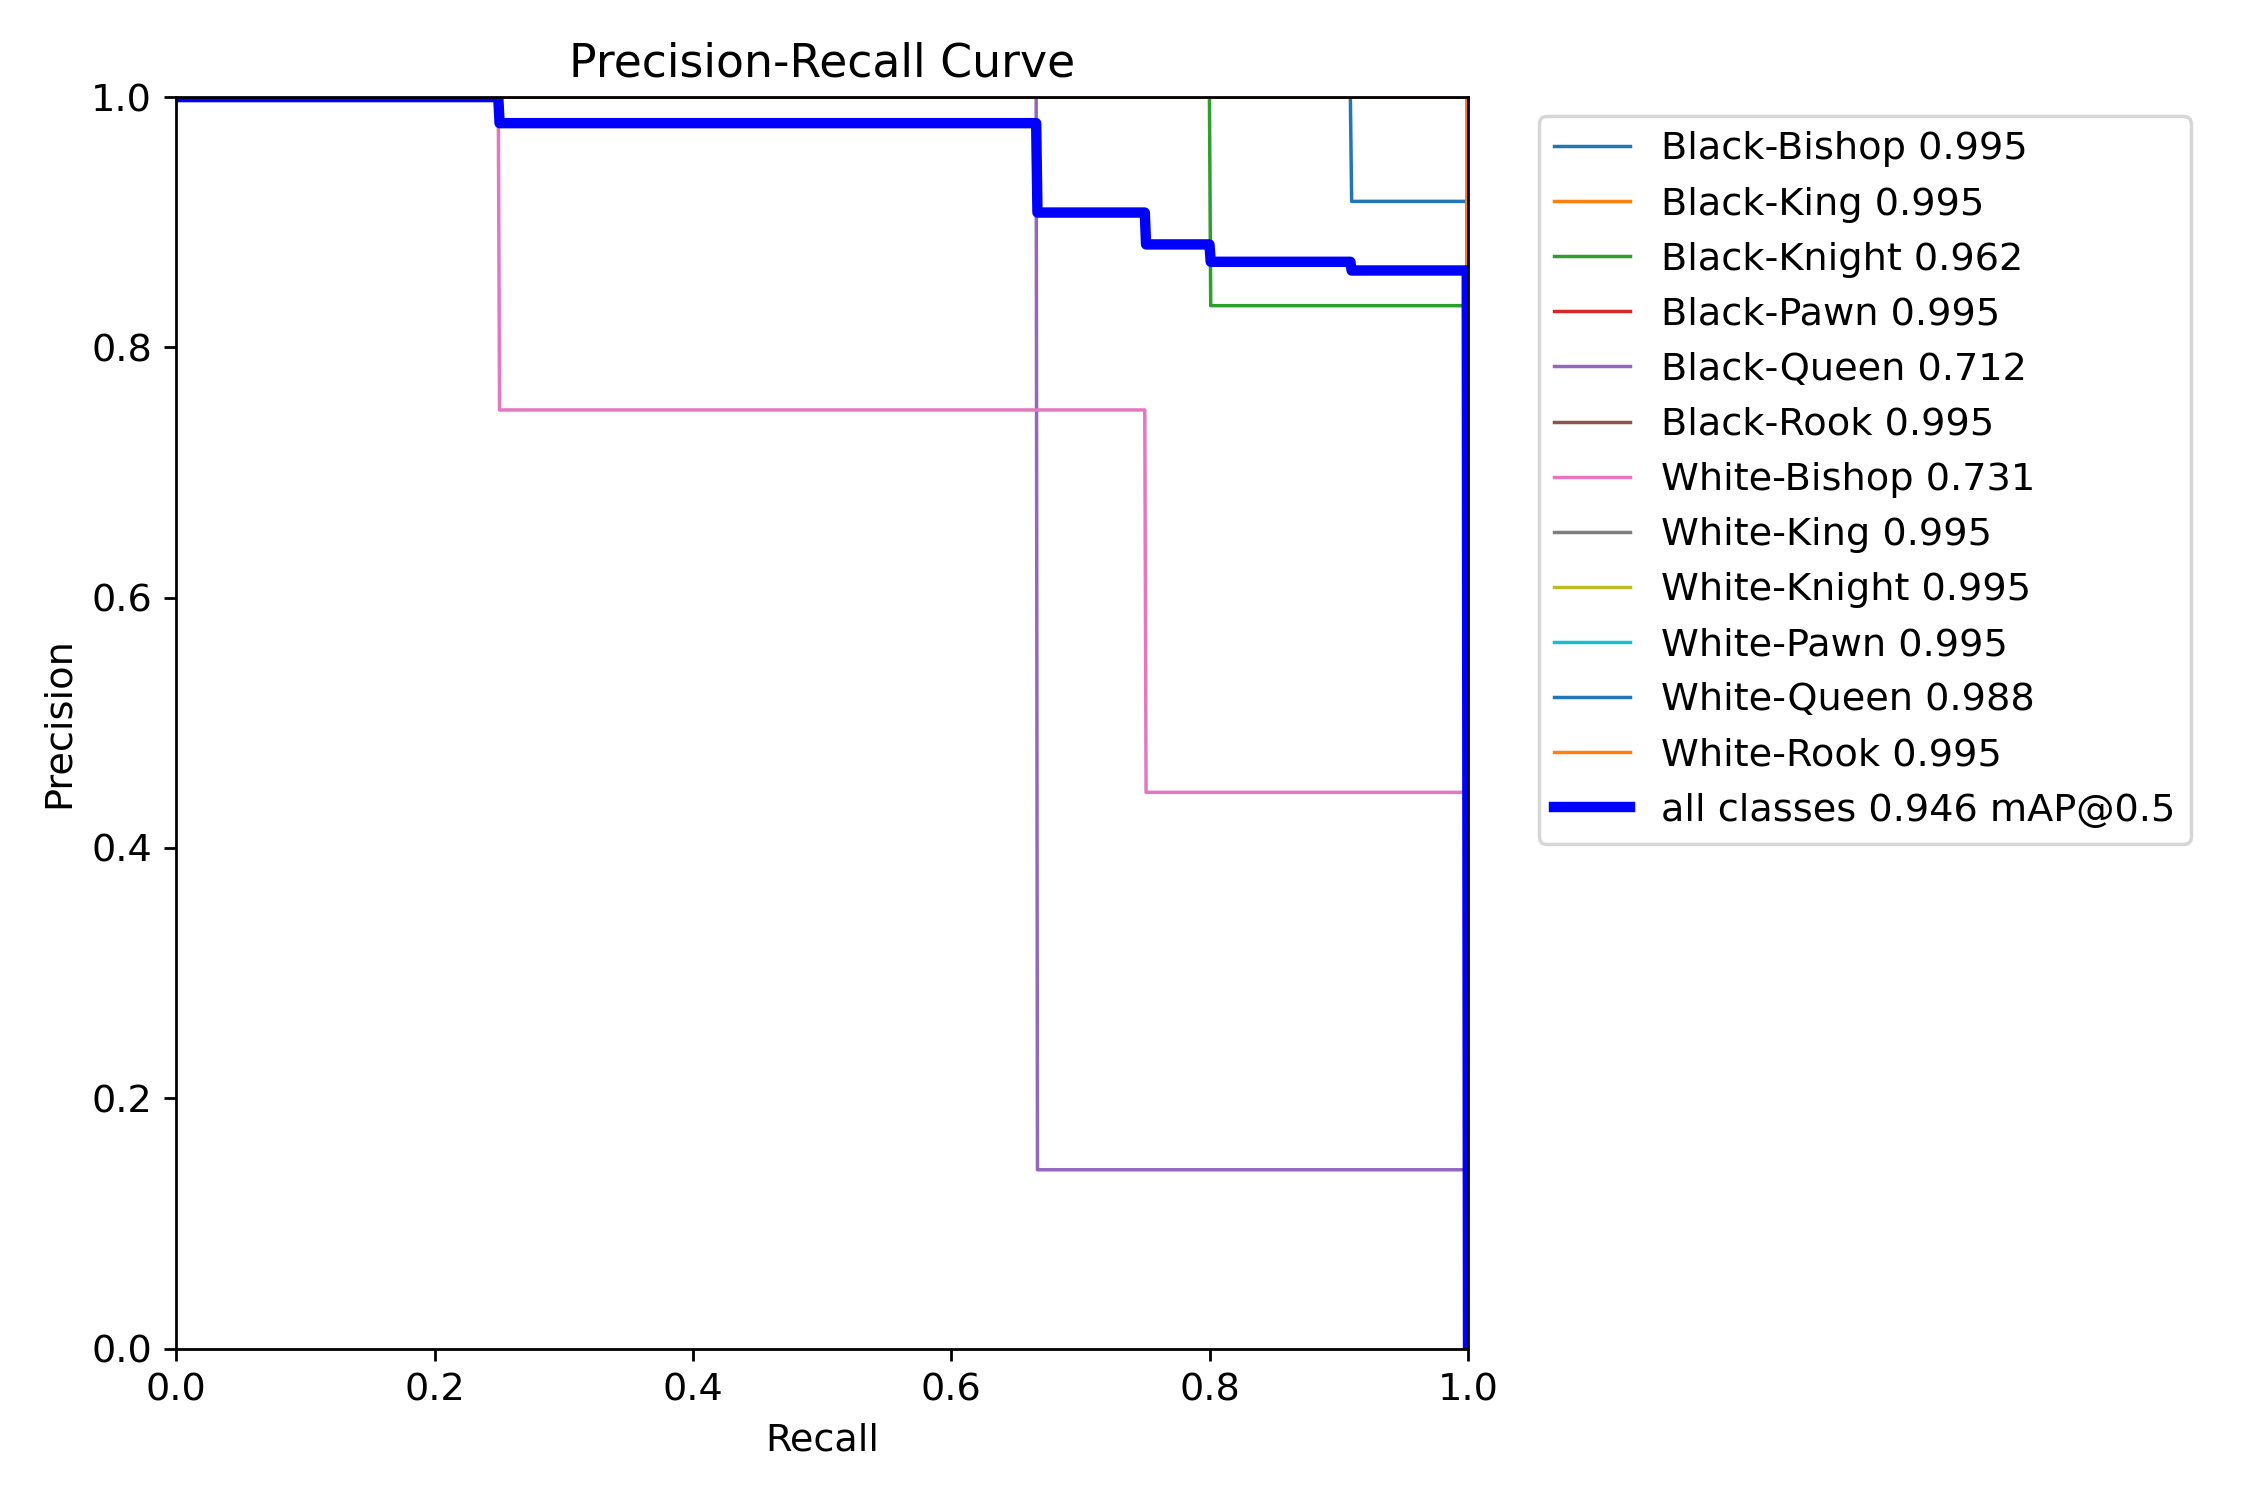 Precision-Recall Curve
1.0
0.8
0.6
0.4
0.2
0.0
Precision
0.0 0.2 0.4 0.6 0.8 1.0
Recall
Black-Bishop 0.995
Black-King 0.995
Black-Knight 0.962
Black-Pawn 0.995
Black-Queen 0.712
Black-Rook 0.995
White-Bishop 0.731
White-King 0.995
White-Knight 0.995
White-Pawn 0.995
White-Queen 0.988
White-Rook 0.995
all classes 0.946 mAP@0.5